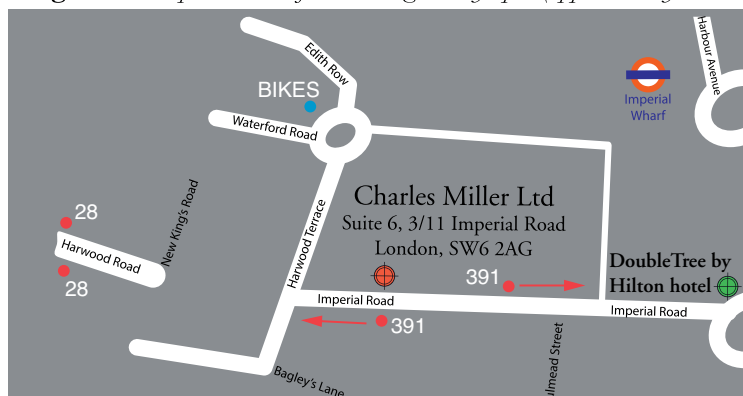 Edith Row
Harbour Avenue
BIKES
Imperial
Wharf
Waterford Road
Charles Miller Ltd
Suite 6, 3/11 Imperial Road
London, SW6 2AG
New King's Road
28
Harwood Road
28
Harwood Terrace
DoubleTree by
Hilton hotel
391
Imperial Road
Imperial Road
391
Bagley's Lane